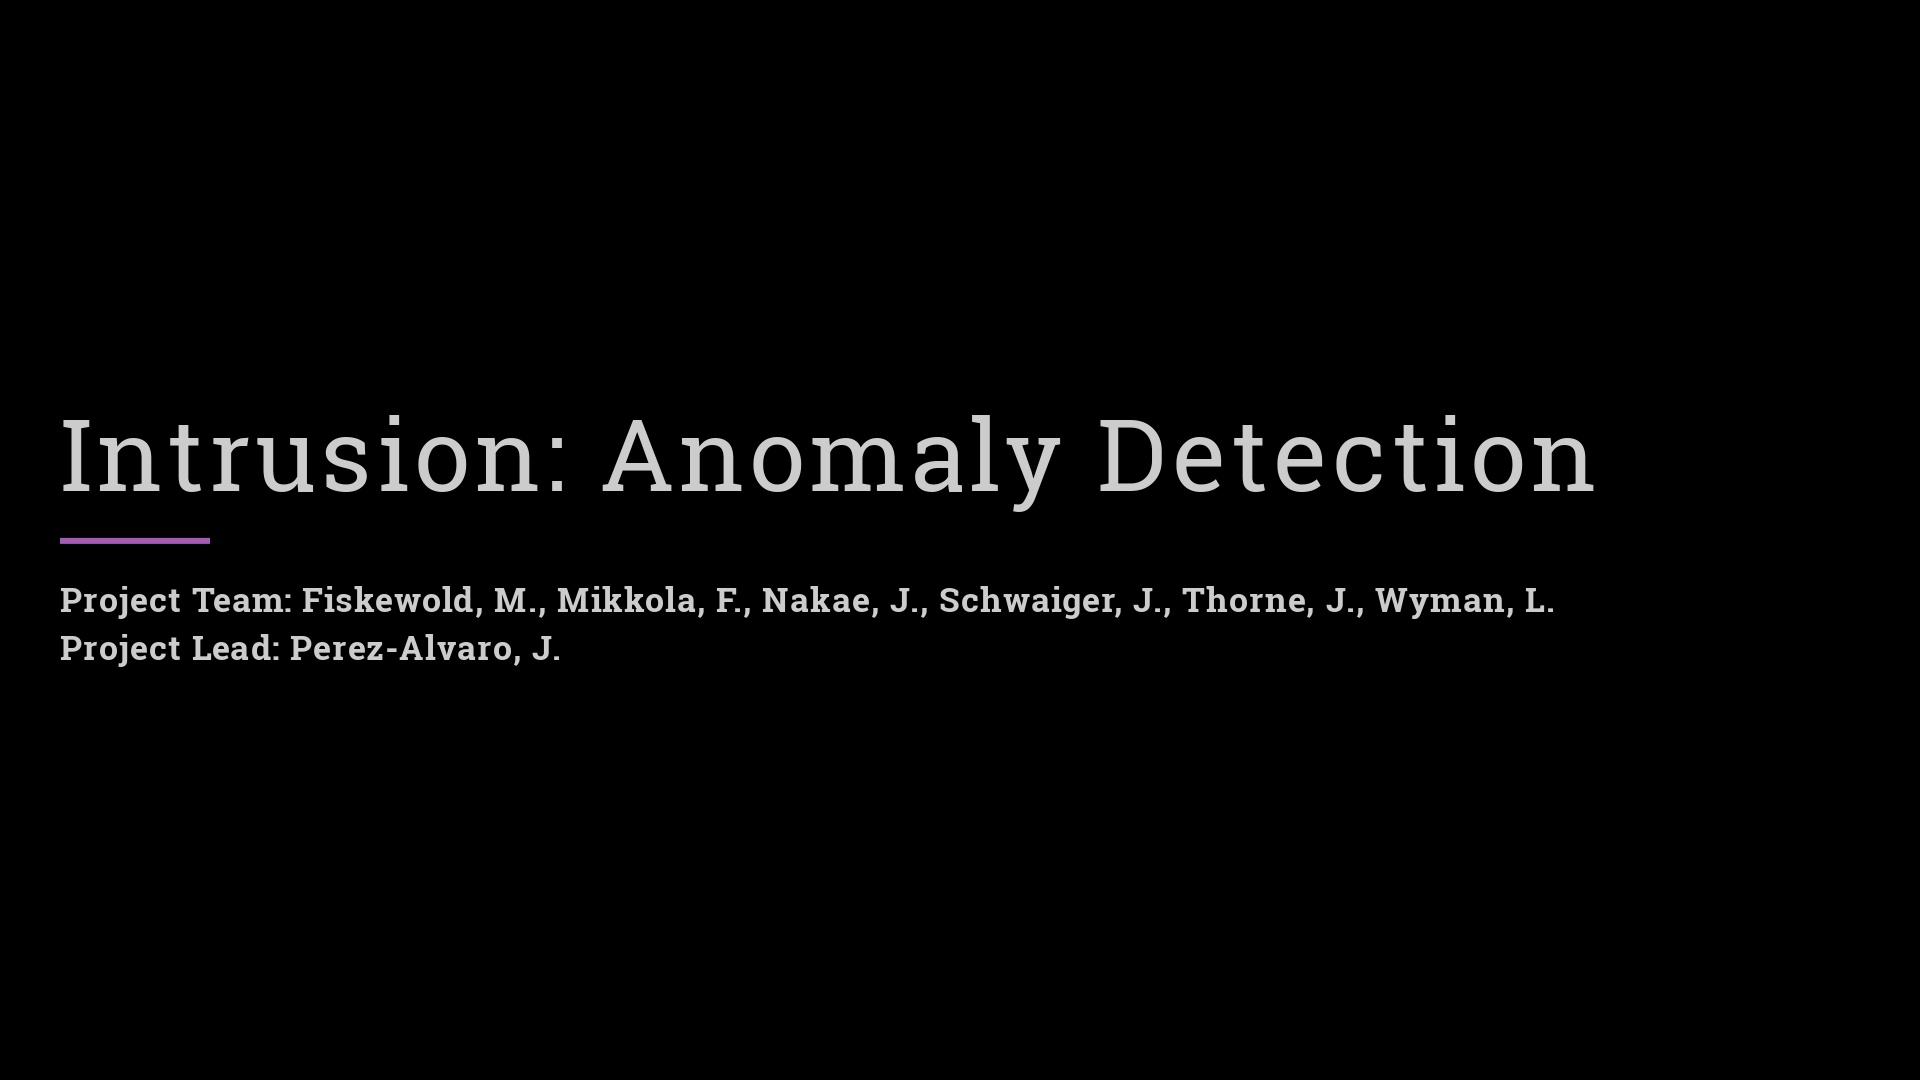 Intrusion: Anomaly Detection
Project Team: Fiskewold, M., Mikkola, F., Nakae, J., Schwaiger, J., Thorne, J., Wyman, L.
Project Lead: Perez-Alvaro, J.